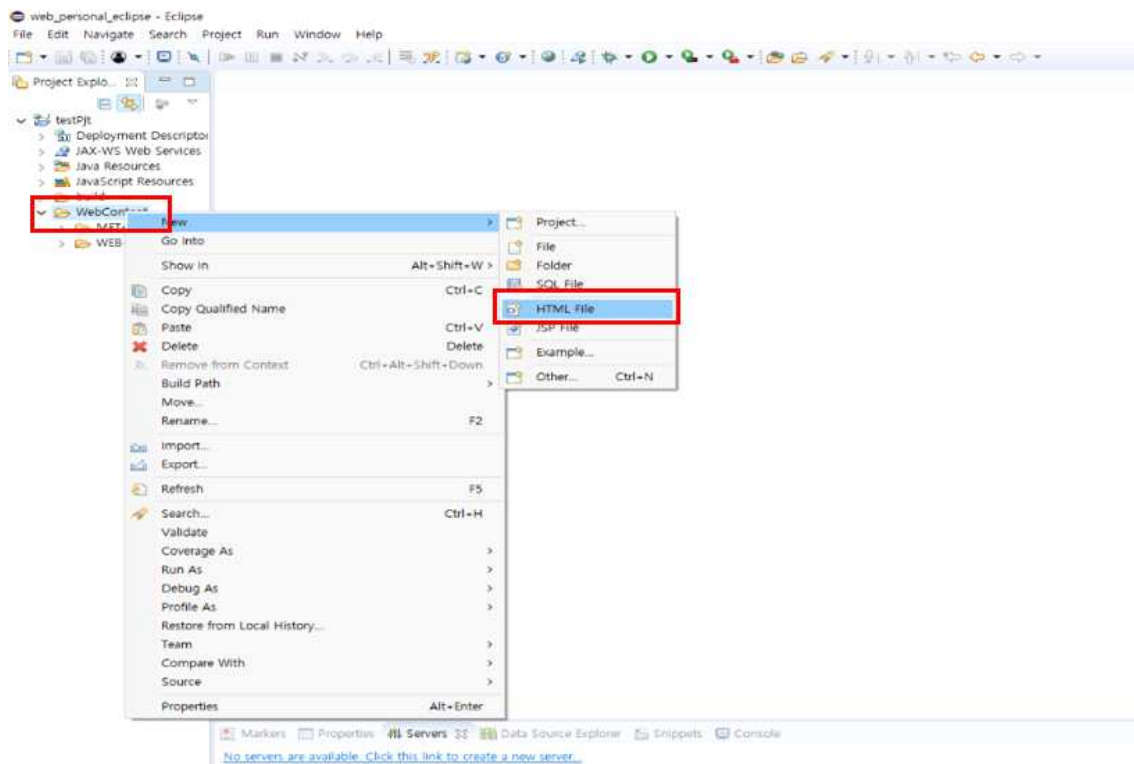 web_personal_eclipse - Eclipse
File Edit Navigate Search Project Run Window Help
Project Explo...
testPjt
Deployment Descriptor
JAX-WS Web Services
Java Resources
JavaScript Resources
build
WebContent
MET
WEB
New
Go Into
Show In Alt+Shift+W >
Copy Ctrl+C
Copy Qualified Name
Paste Ctrl+V
Delete Delete
Remove from Context Ctrl+Alt+Shift+Down
Build Path
Move...
Rename... F2
Import...
Export...
Refresh F5
Search... Ctrl+H
Validate
Coverage As
Run As
Debug As
Profile As
Restore from Local History...
Team
Compare With
Source
Properties Alt+Enter
Project...
File
Folder
SQL File
HTML File
JSP File
Example...
Other... Ctrl+N
Markers Properties Servers Data Source Explorer Snippets Console
No servers are available. Click this link to create a new server...